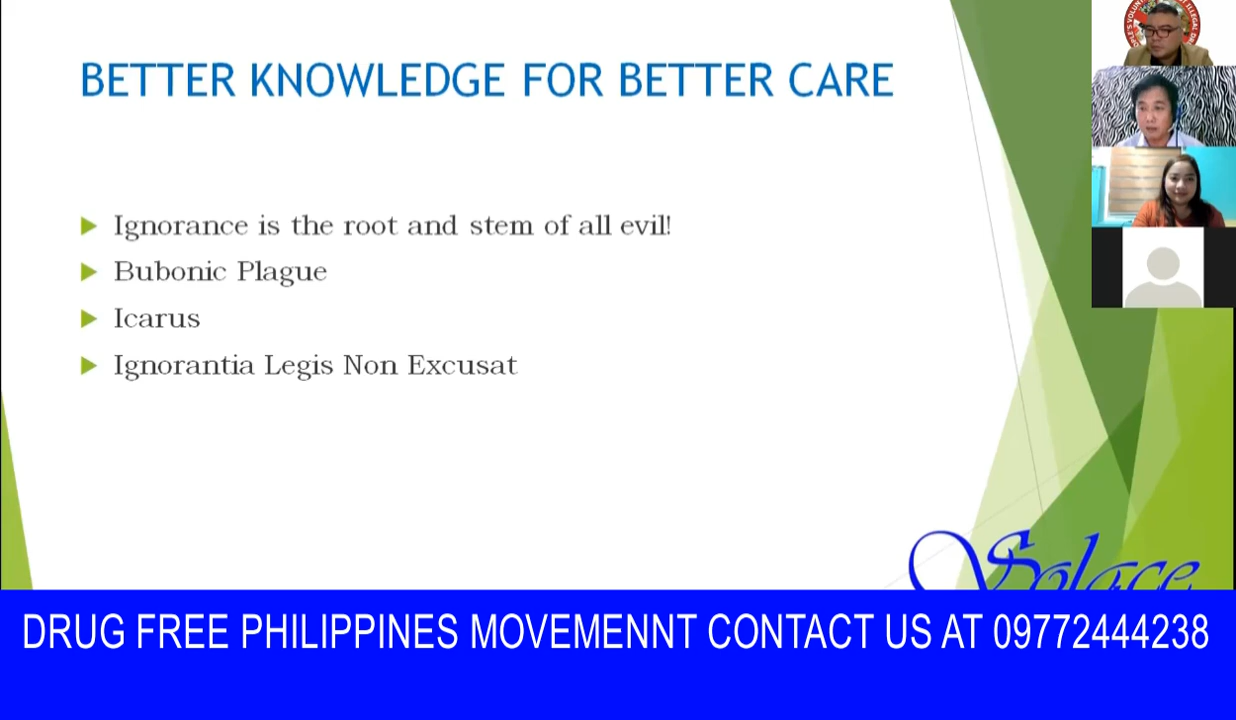 BETTER KNOWLEDGE FOR BETTER CARE
Ignorance is the root and stem of all evil!
Bubonic Plague
Icarus
Ignorantia Legis Non Excusat
Solace
DRUG FREE PHILIPPINES MOVEMENNT CONTACT US AT 09772444238